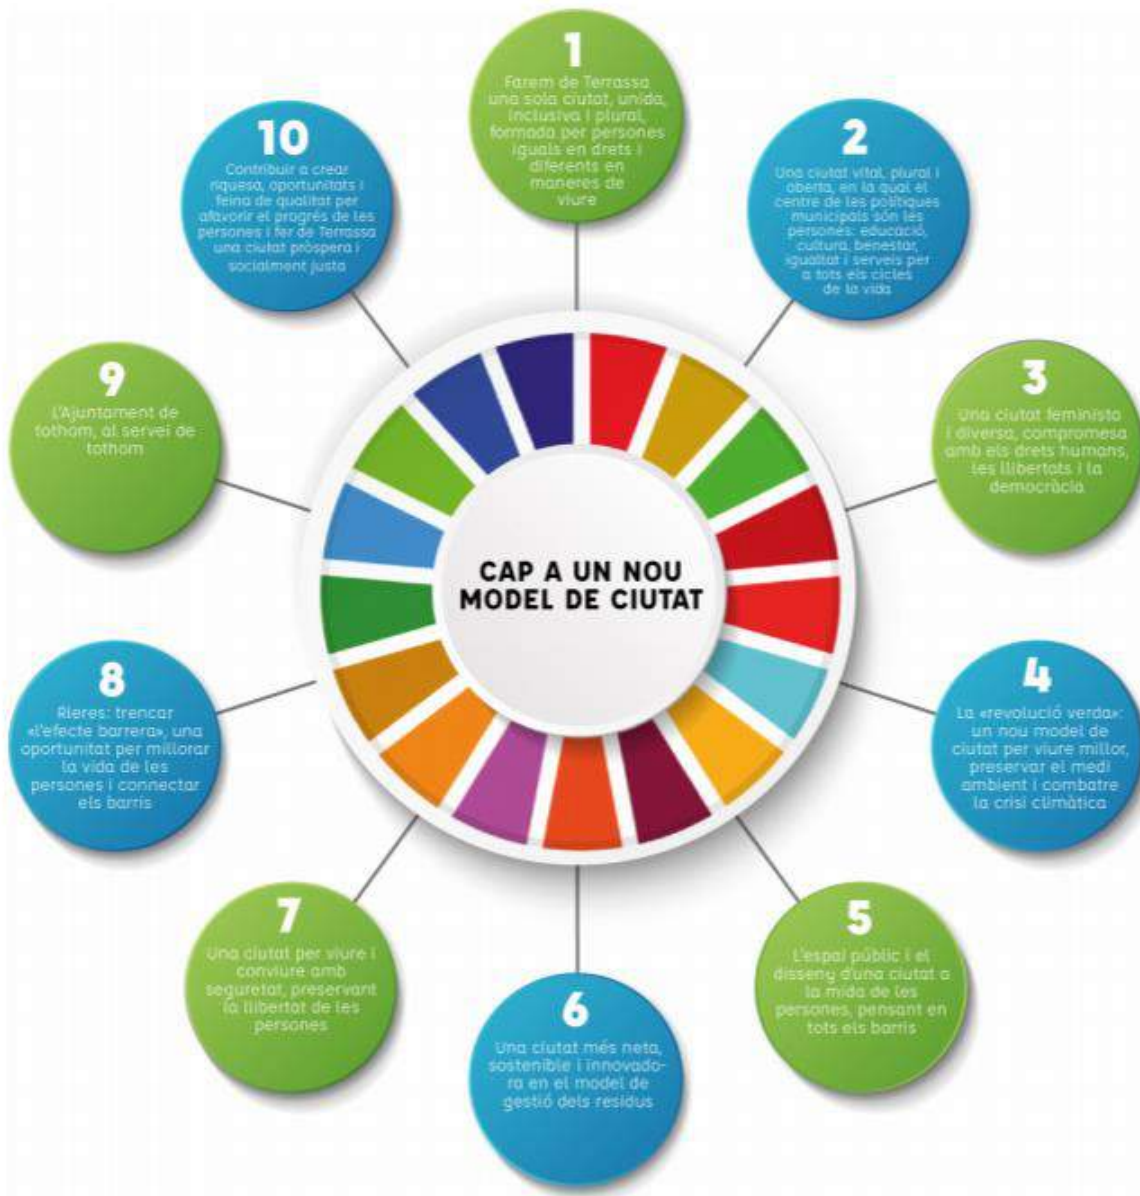 1
Farem de Terrassa
una sola ciutat, unida,
inclusiva i plural,
formada per persones
iguals en drets i
diferents en
maneres de
viure
2
Una ciutat vital, plural i
oberta, en la qual el
centre de les polítiques
municipals són les
persones: educació,
cultura, benestar,
igualtat i serveis per
a tots els cicles
de la vida
3
Una ciutat feminista
i diversa, compromesa
amb els drets humans,
les llibertats i la
democràcia
4
La «revolució verda»:
un nou model de
ciutat per viure millor,
preservar el medi
ambient i combatre
la crisi climàtica
5
L'espai públic i el
disseny d'una ciutat a
la mida de les
persones, pensant en
tots els barris
6
Una ciutat més neta,
sostenible i innovado-
ra en el model de
gestió dels residus
7
Una ciutat per viure i
conviure amb
seguretat, preservant
la llibertat de les
persones
8
Rieres: trencar
«l'efecte barrera», una
oportunitat per millorar
la vida de les
persones i connectar
els barris
9
L'Ajuntament de
tothom, al servei de
tothom
10
Contribuir a crear
riquesa, oportunitats i
feina de qualitat per
afavorir el progrés de les
persones i fer de Terrassa
una ciutat pròspera i
socialment justa
CAP A UN NOU
MODEL DE CIUTAT